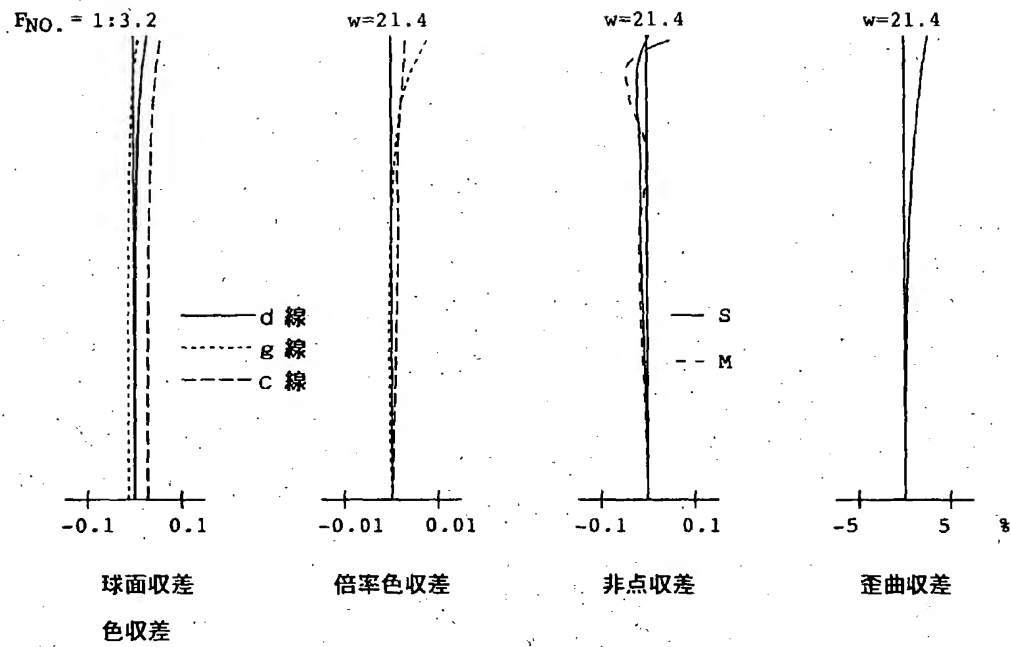 FNO. = 1:3.2
w=21.4
w=21.4
w=21.4
d 線
g 線
c 線
S
M
-0.1 0.1
-0.01 0.01
-0.1 0.1
-5 5 %
球面収差
色収差
倍率色収差
非点収差
歪曲収差